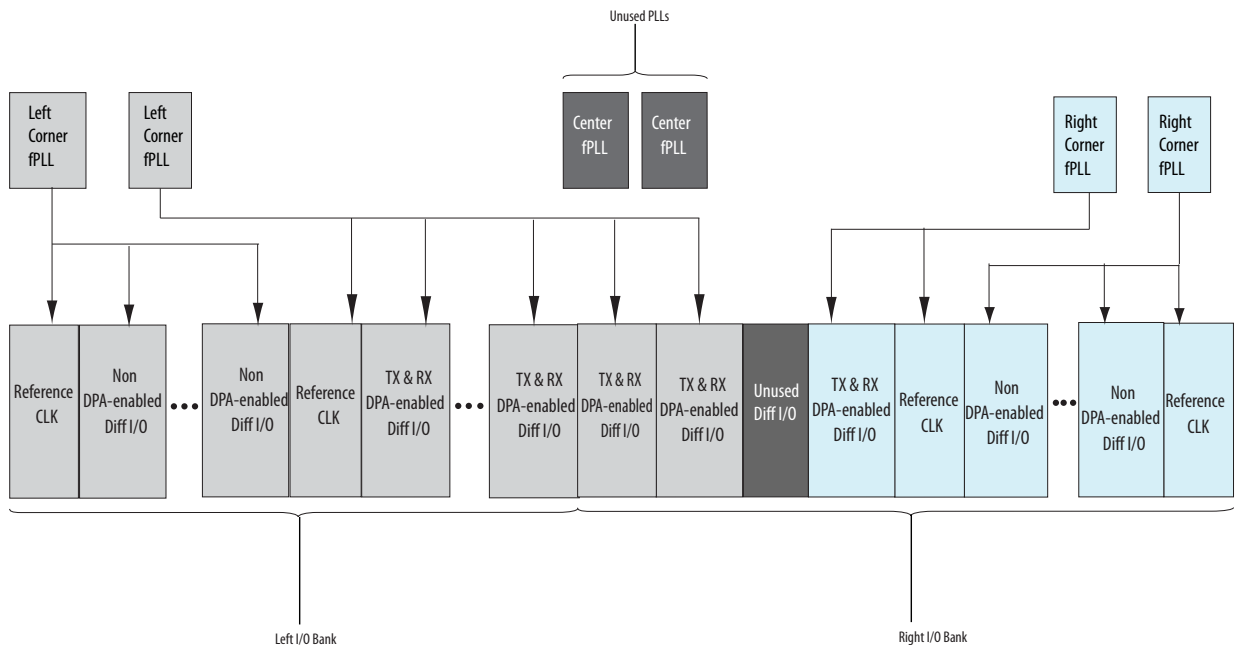 Unused PLLs
Left
Corner
fPLL
Left
Corner
fPLL
Center
fPLL
Center
fPLL
Right
Corner
fPLL
Right
Corner
fPLL
Reference
CLK
Non
DPA-enabled
Diff I/O
•••
Non
DPA-enabled
Diff I/O
Reference
CLK
TX & RX
DPA-enabled
Diff I/O
•••
TX & RX
DPA-enabled
Diff I/O
TX & RX
DPA-enabled
Diff I/O
TX & RX
DPA-enabled
Diff I/O
Unused
Diff I/O
TX & RX
DPA-enabled
Diff I/O
Reference
CLK
Non
DPA-enabled
Diff I/O
•••
Non
DPA-enabled
Diff I/O
Reference
CLK
Left I/O Bank
Right I/O Bank